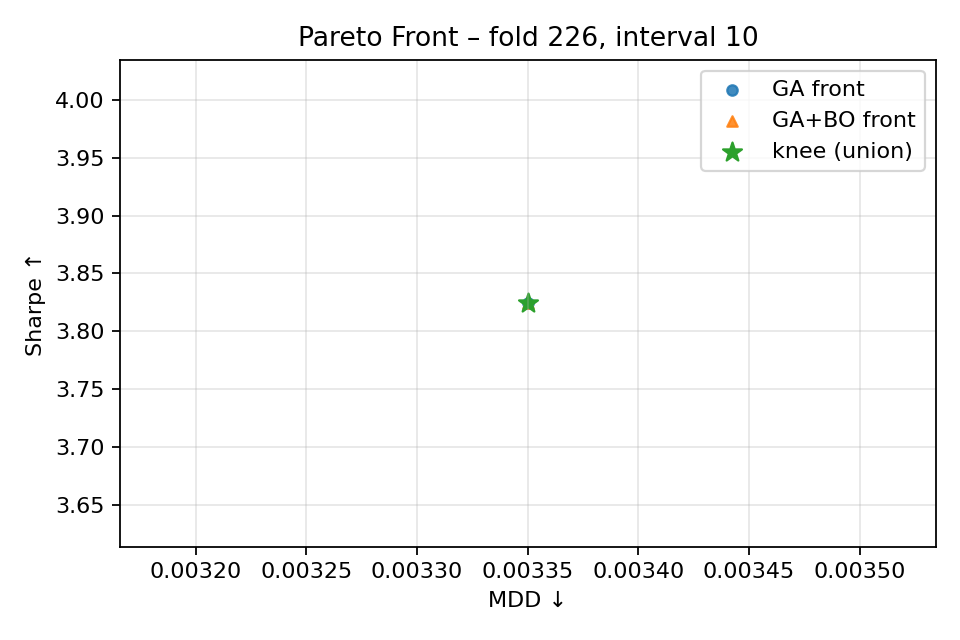 Pareto Front – fold 226, interval 10
GA front
GA+BO front
knee (union)
Sharpe ↑
4.00
3.95
3.90
3.85
3.80
3.75
3.70
3.65
0.00320 0.00325 0.00330 0.00335 0.00340 0.00345 0.00350
MDD ↓